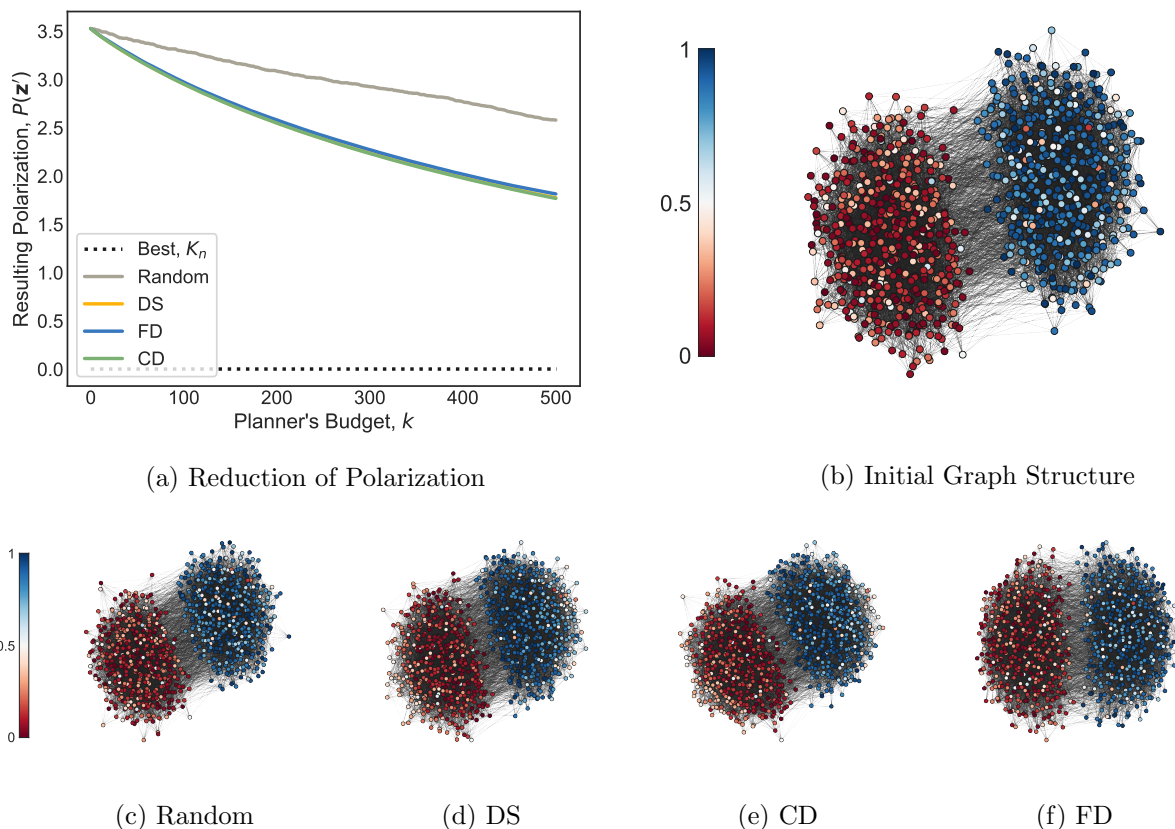 3.5
3.0
2.5
2.0
1.5
1.0
0.5
0.0
Resulting Polarization, P(z′)
Best, Kₙ
Random
DS
FD
CD
0 100 200 300 400 500
Planner's Budget, k
(a) Reduction of Polarization
1
0.5
0
(b) Initial Graph Structure
1
0.5
0
(c) Random
(d) DS
(e) CD
(f) FD